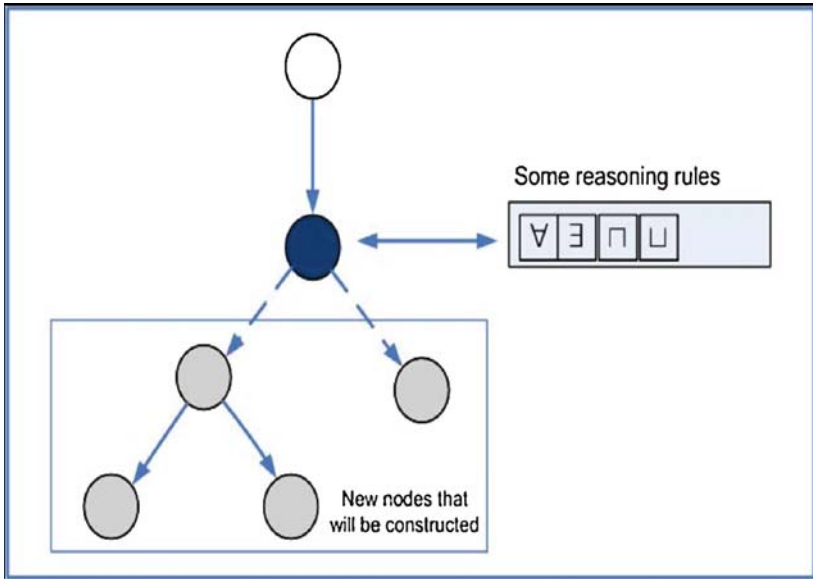 Some reasoning rules
∀ ∃ ⊓ ⊔
New nodes that
will be constructed